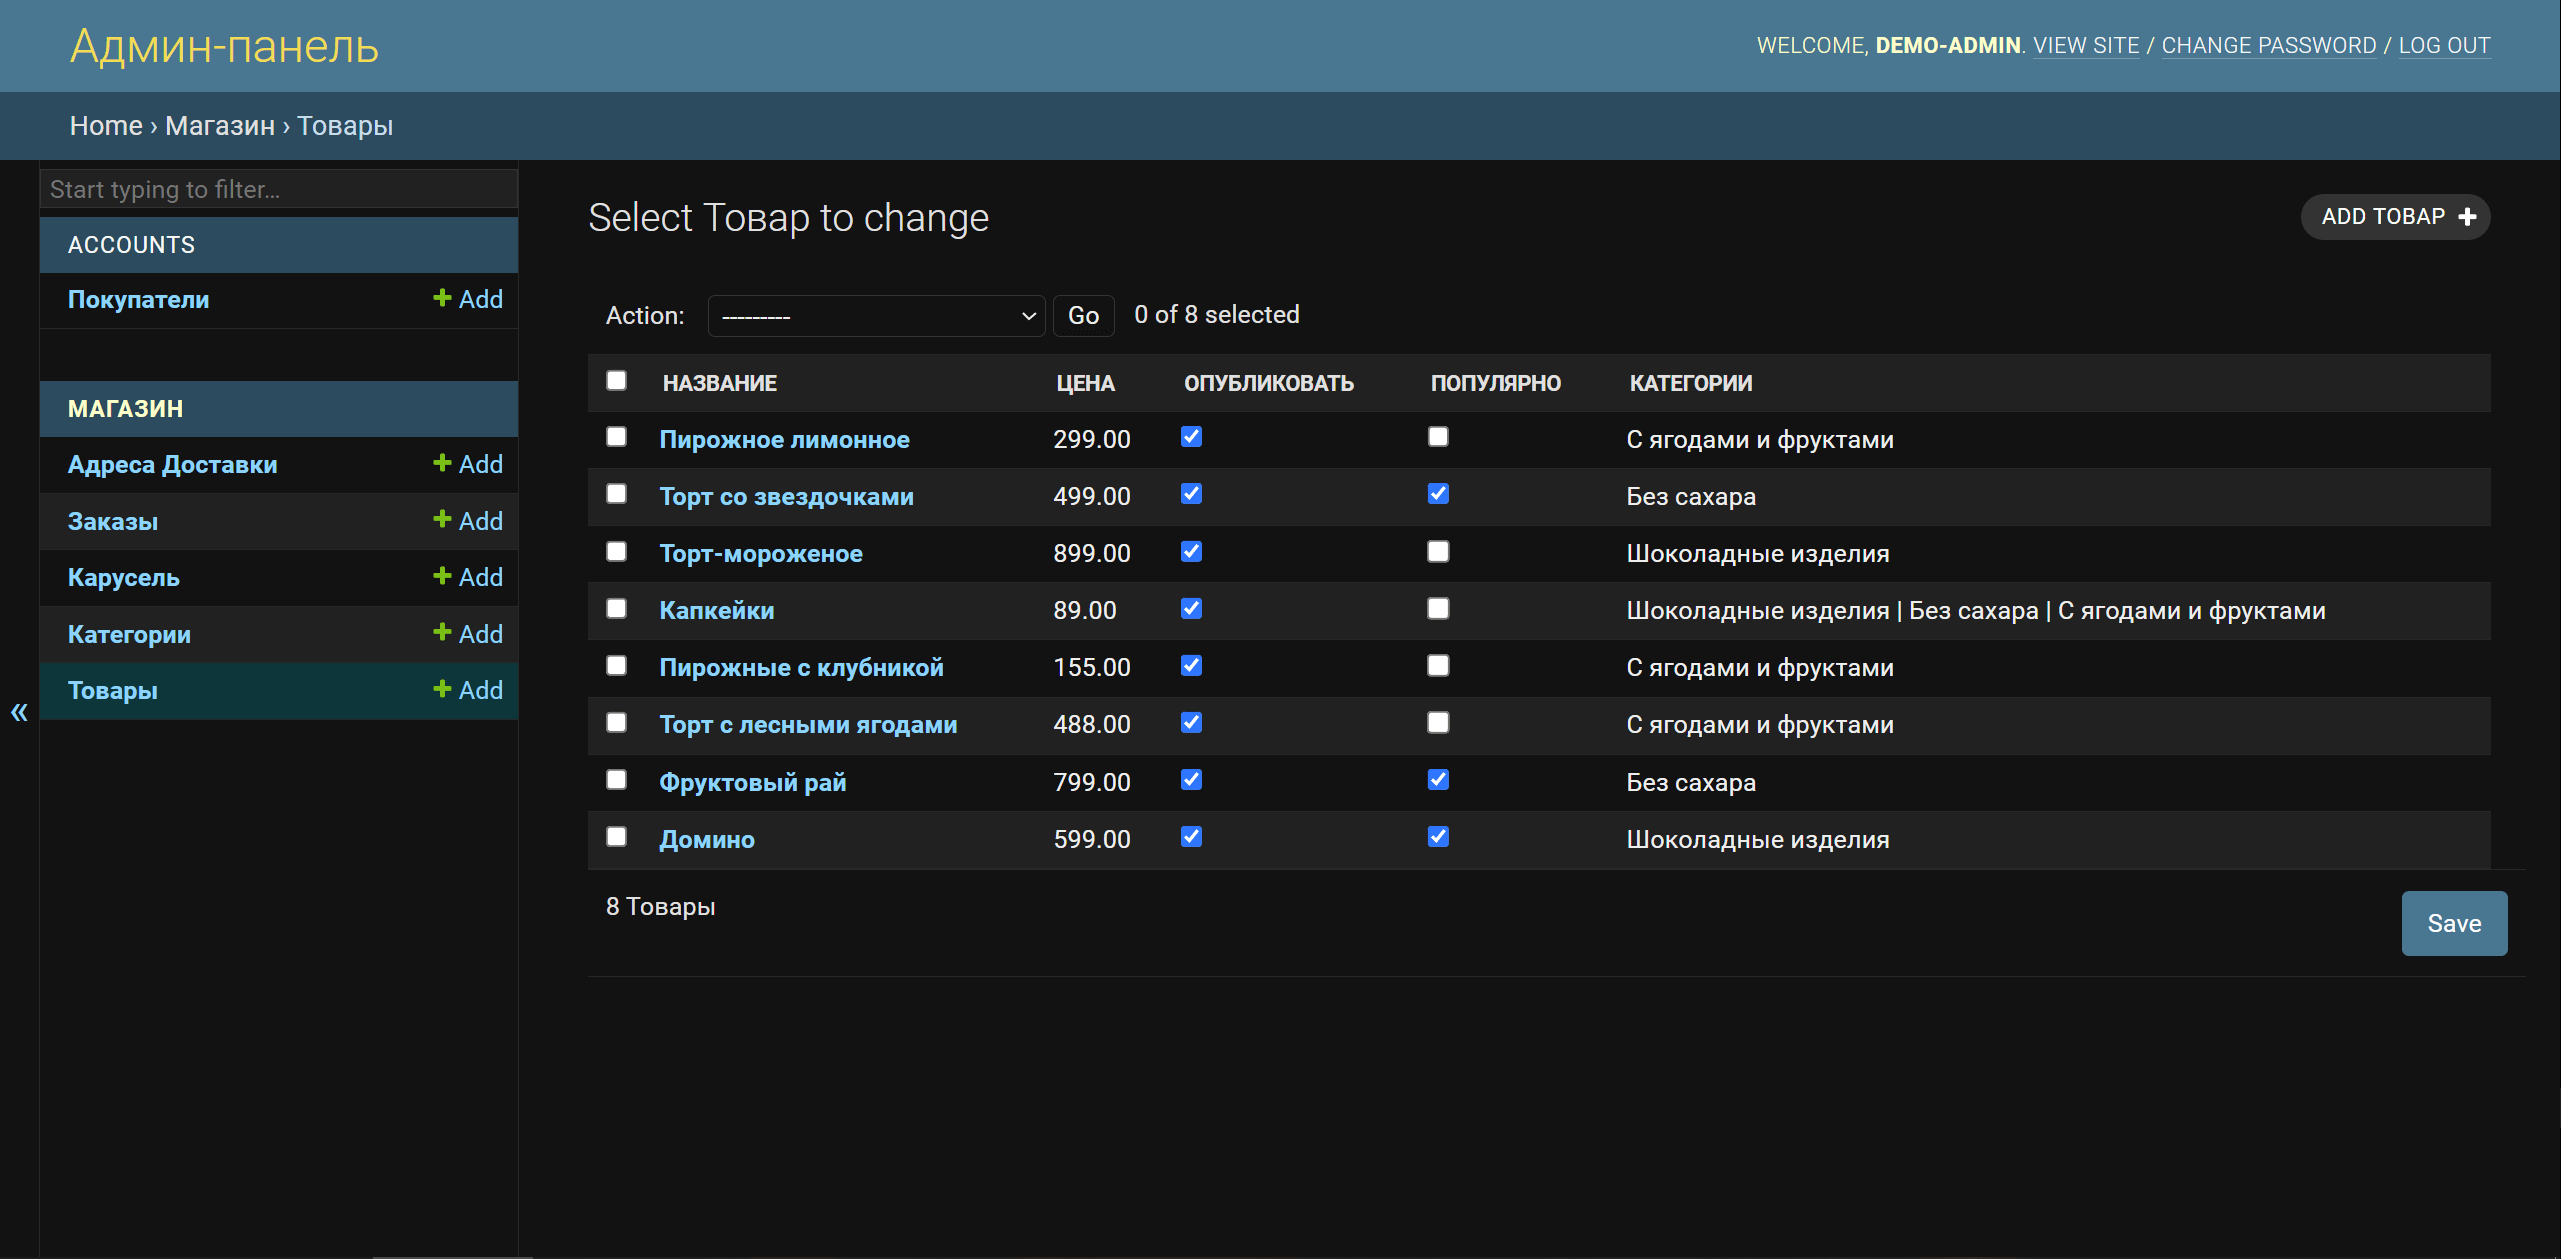 Админ-панель
WELCOME, DEMO-ADMIN. VIEW SITE / CHANGE PASSWORD / LOG OUT
Home › Магазин › Товары
Start typing to filter...
ACCOUNTS
Покупатели Add
МАГАЗИН
Адреса Доставки Add
Заказы Add
Карусель Add
Категории Add
Товары Add
«
Select Товар to change
ADD ТОВАР
Action: --------- Go 0 of 8 selected
НАЗВАНИЕ ЦЕНА ОПУБЛИКОВАТЬ ПОПУЛЯРНО КАТЕГОРИИ
Пирожное лимонное 299.00 С ягодами и фруктами
Торт со звездочками 499.00 Без сахара
Торт-мороженое 899.00 Шоколадные изделия
Капкейки 89.00 Шоколадные изделия | Без сахара | С ягодами и фруктами
Пирожные с клубникой 155.00 С ягодами и фруктами
Торт с лесными ягодами 488.00 С ягодами и фруктами
Фруктовый рай 799.00 Без сахара
Домино 599.00 Шоколадные изделия
8 Товары
Save